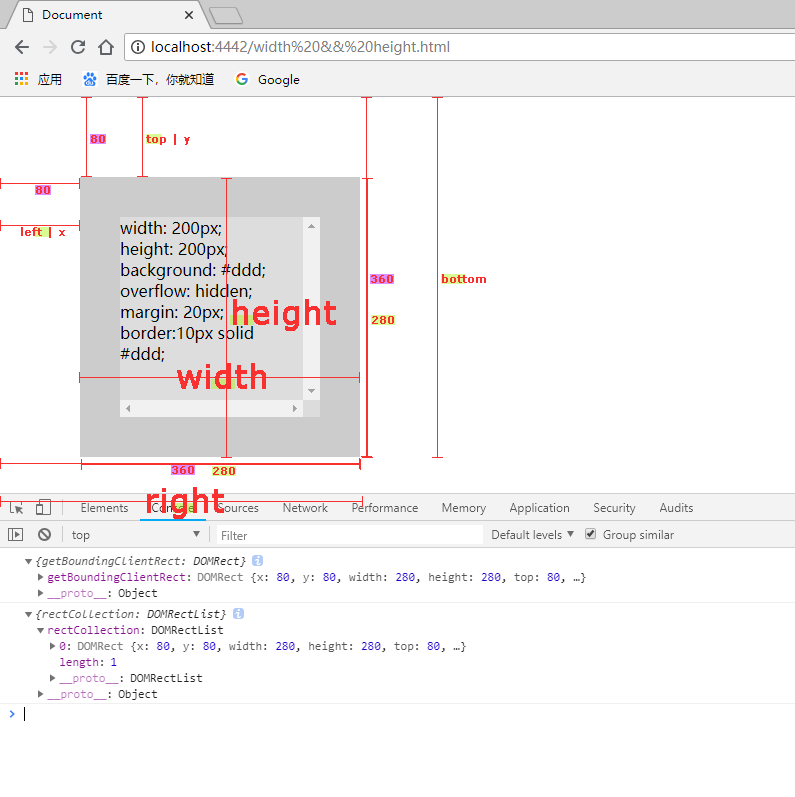 Document
localhost:4442/width%20&&%20height.html
应用 百度一下，你就知道 Google
80 top | y
80
left | x
width: 200px;
height: 200px;
background: #ddd;
overflow: hidden;
margin: 20px;
border:10px solid
#ddd;
height
width
360
280
bottom
360 280
right
Elements Console Sources Network Performance Memory Application Security Audits
top Filter Default levels Group similar
{getBoundingClientRect: DOMRect}
getBoundingClientRect: DOMRect {x: 80, y: 80, width: 280, height: 280, top: 80, …}
__proto__: Object
{rectCollection: DOMRectList}
rectCollection: DOMRectList
0: DOMRect {x: 80, y: 80, width: 280, height: 280, top: 80, …}
length: 1
__proto__: DOMRectList
__proto__: Object